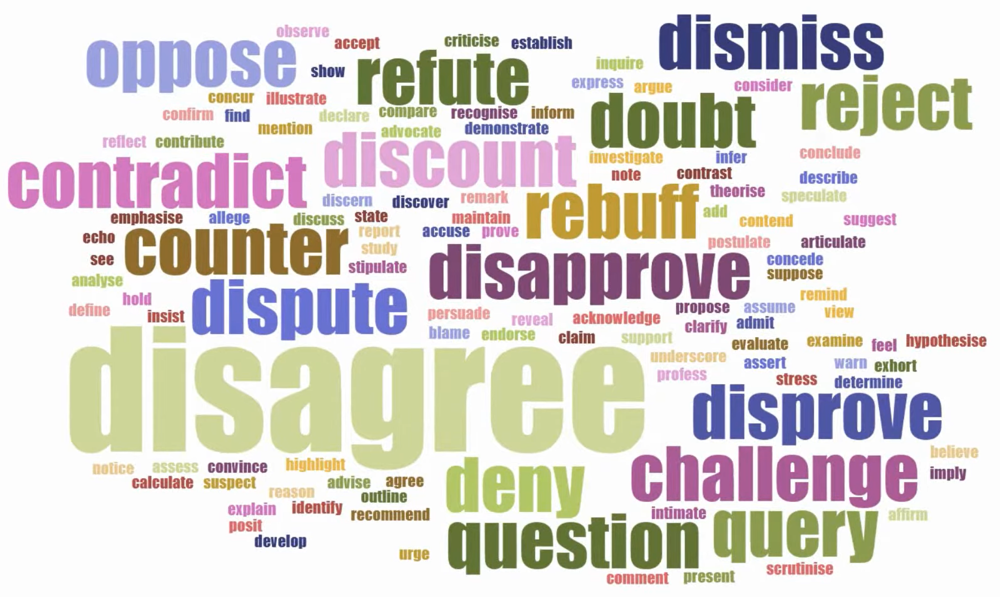 observe
accept
criticise
establish
dismiss
oppose
show
refute
inquire
express
argue
consider
reject
concur
illustrate
doubt
confirm
find
declare
compare
recognise
inform
mention
advocate
demonstrate
reflect
contribute
discount
investigate
infer
conclude
contradict
note
contrast
describe
discern
discover
remark
rebuff
theorise
speculate
emphasise
allege
discuss
state
maintain
add
contend
suggest
echo
counter
report
accuse
prove
postulate
articulate
study
see
stipulate
disapprove
concede
suppose
analyse
hold
dispute
remind
define
insist
persuade
reveal
acknowledge
propose
assume
view
clarify
admit
blame
endorse
claim
support
evaluate
examine
feel
hypothesise
disagree
underscore
assert
warn
exhort
profess
stress
determine
disprove
notice
assess
convince
highlight
believe
calculate
suspect
advise
agree
deny
challenge
imply
reason
outline
explain
identify
recommend
intimate
query
affirm
posit
question
develop
urge
scrutinise
comment
present